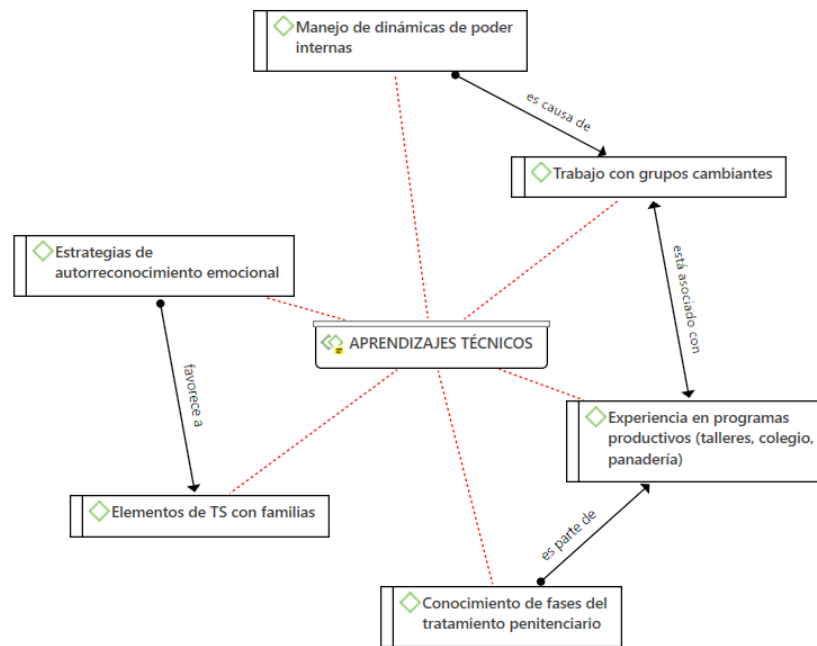 Manejo de dinámicas de poder
internas
es causa de
Trabajo con grupos cambiantes
Estrategias de
autorreconocimiento emocional
está asociado con
APRENDIZAJES TÉCNICOS
favorece a
Experiencia en programas
productivos (talleres, colegio,
panadería)
Elementos de TS con familias
es parte de
Conocimiento de fases del
tratamiento penitenciario